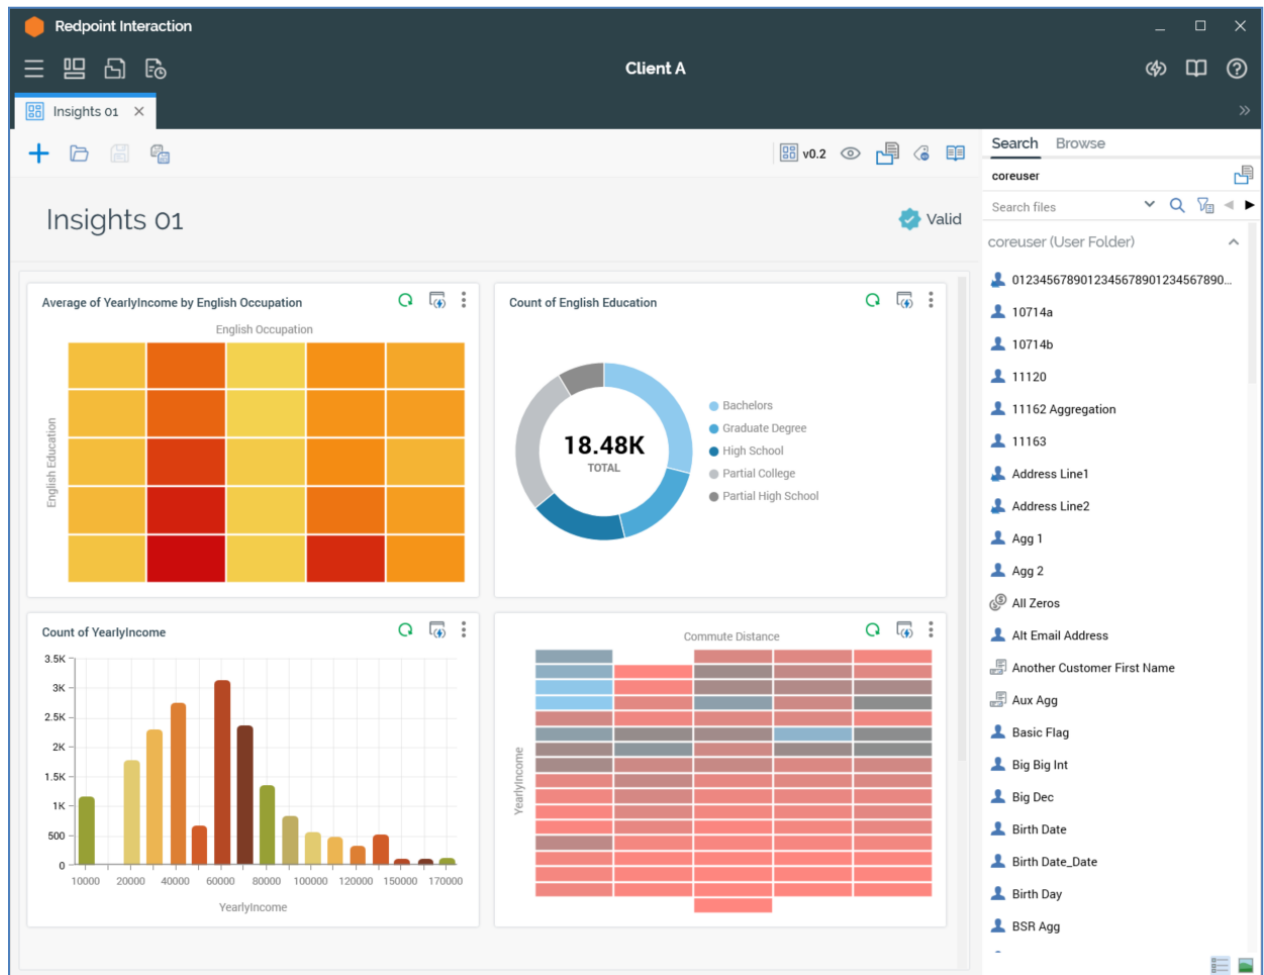 Redpoint Interaction
Client A
Insights 01
v0.2
Search Browse
coreuser
Search files
Insights 01
Valid
coreuser (User Folder)
Average of YearlyIncome by English Occupation
English Occupation
English Education
Count of English Education
18.48K
TOTAL
Bachelors
Graduate Degree
High School
Partial College
Partial High School
Count of YearlyIncome
3.5K
3K
2.5K
2K
1.5K
1K
500
0
10000 20000 40000 60000 80000 100000 120000 150000 170000
YearlyIncome
Commute Distance
YearlyIncome
0123456789012345678901234567890...
10714a
10714b
11120
11162 Aggregation
11163
Address Line1
Address Line2
Agg 1
Agg 2
All Zeros
Alt Email Address
Another Customer First Name
Aux Agg
Basic Flag
Big Big Int
Big Dec
Birth Date
Birth Date_Date
Birth Day
BSR Agg